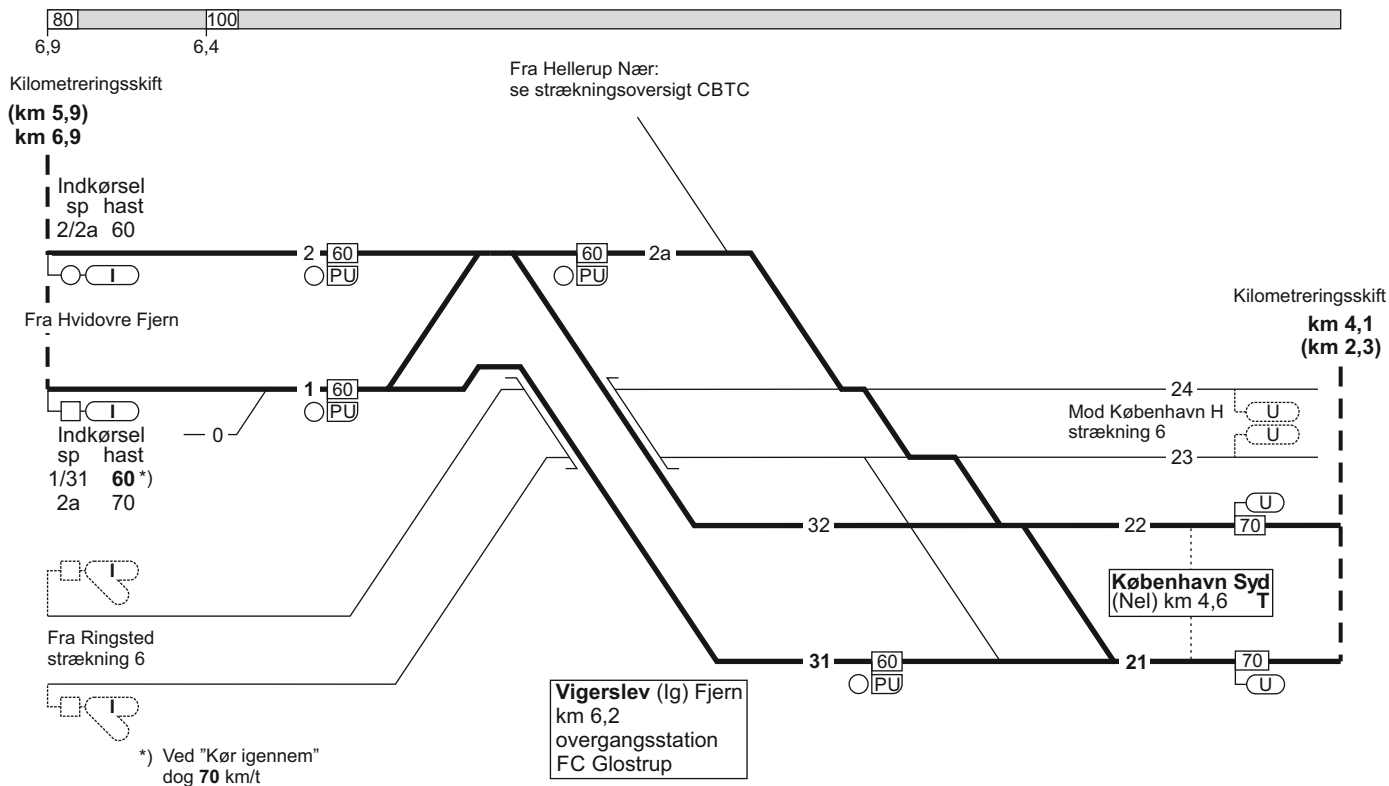 80
100
6,9
6,4
Kilometreringsskift
(km 5,9)
km 6,9
Fra Hellerup Nær:
se strækningsoversigt CBTC
Indkørsel
sp hast
2/2a 60
2
60
60
2a
I
PU
PU
Fra Hvidovre Fjern
Kilometreringsskift
km 4,1
(km 2,3)
1
60
24
I
PU
Mod København H
strækning 6
U
U
Indkørsel
sp hast
1/31 60 *)
2a 70
0
23
U
32
22
70
København Syd
(Nel) km 4,6 T
I
Fra Ringsted
strækning 6
31
60
21
70
PU
U
I
Vigerslev (Ig) Fjern
km 6,2
overgangsstation
FC Glostrup
*) Ved ”Kør igennem”
dog 70 km/t